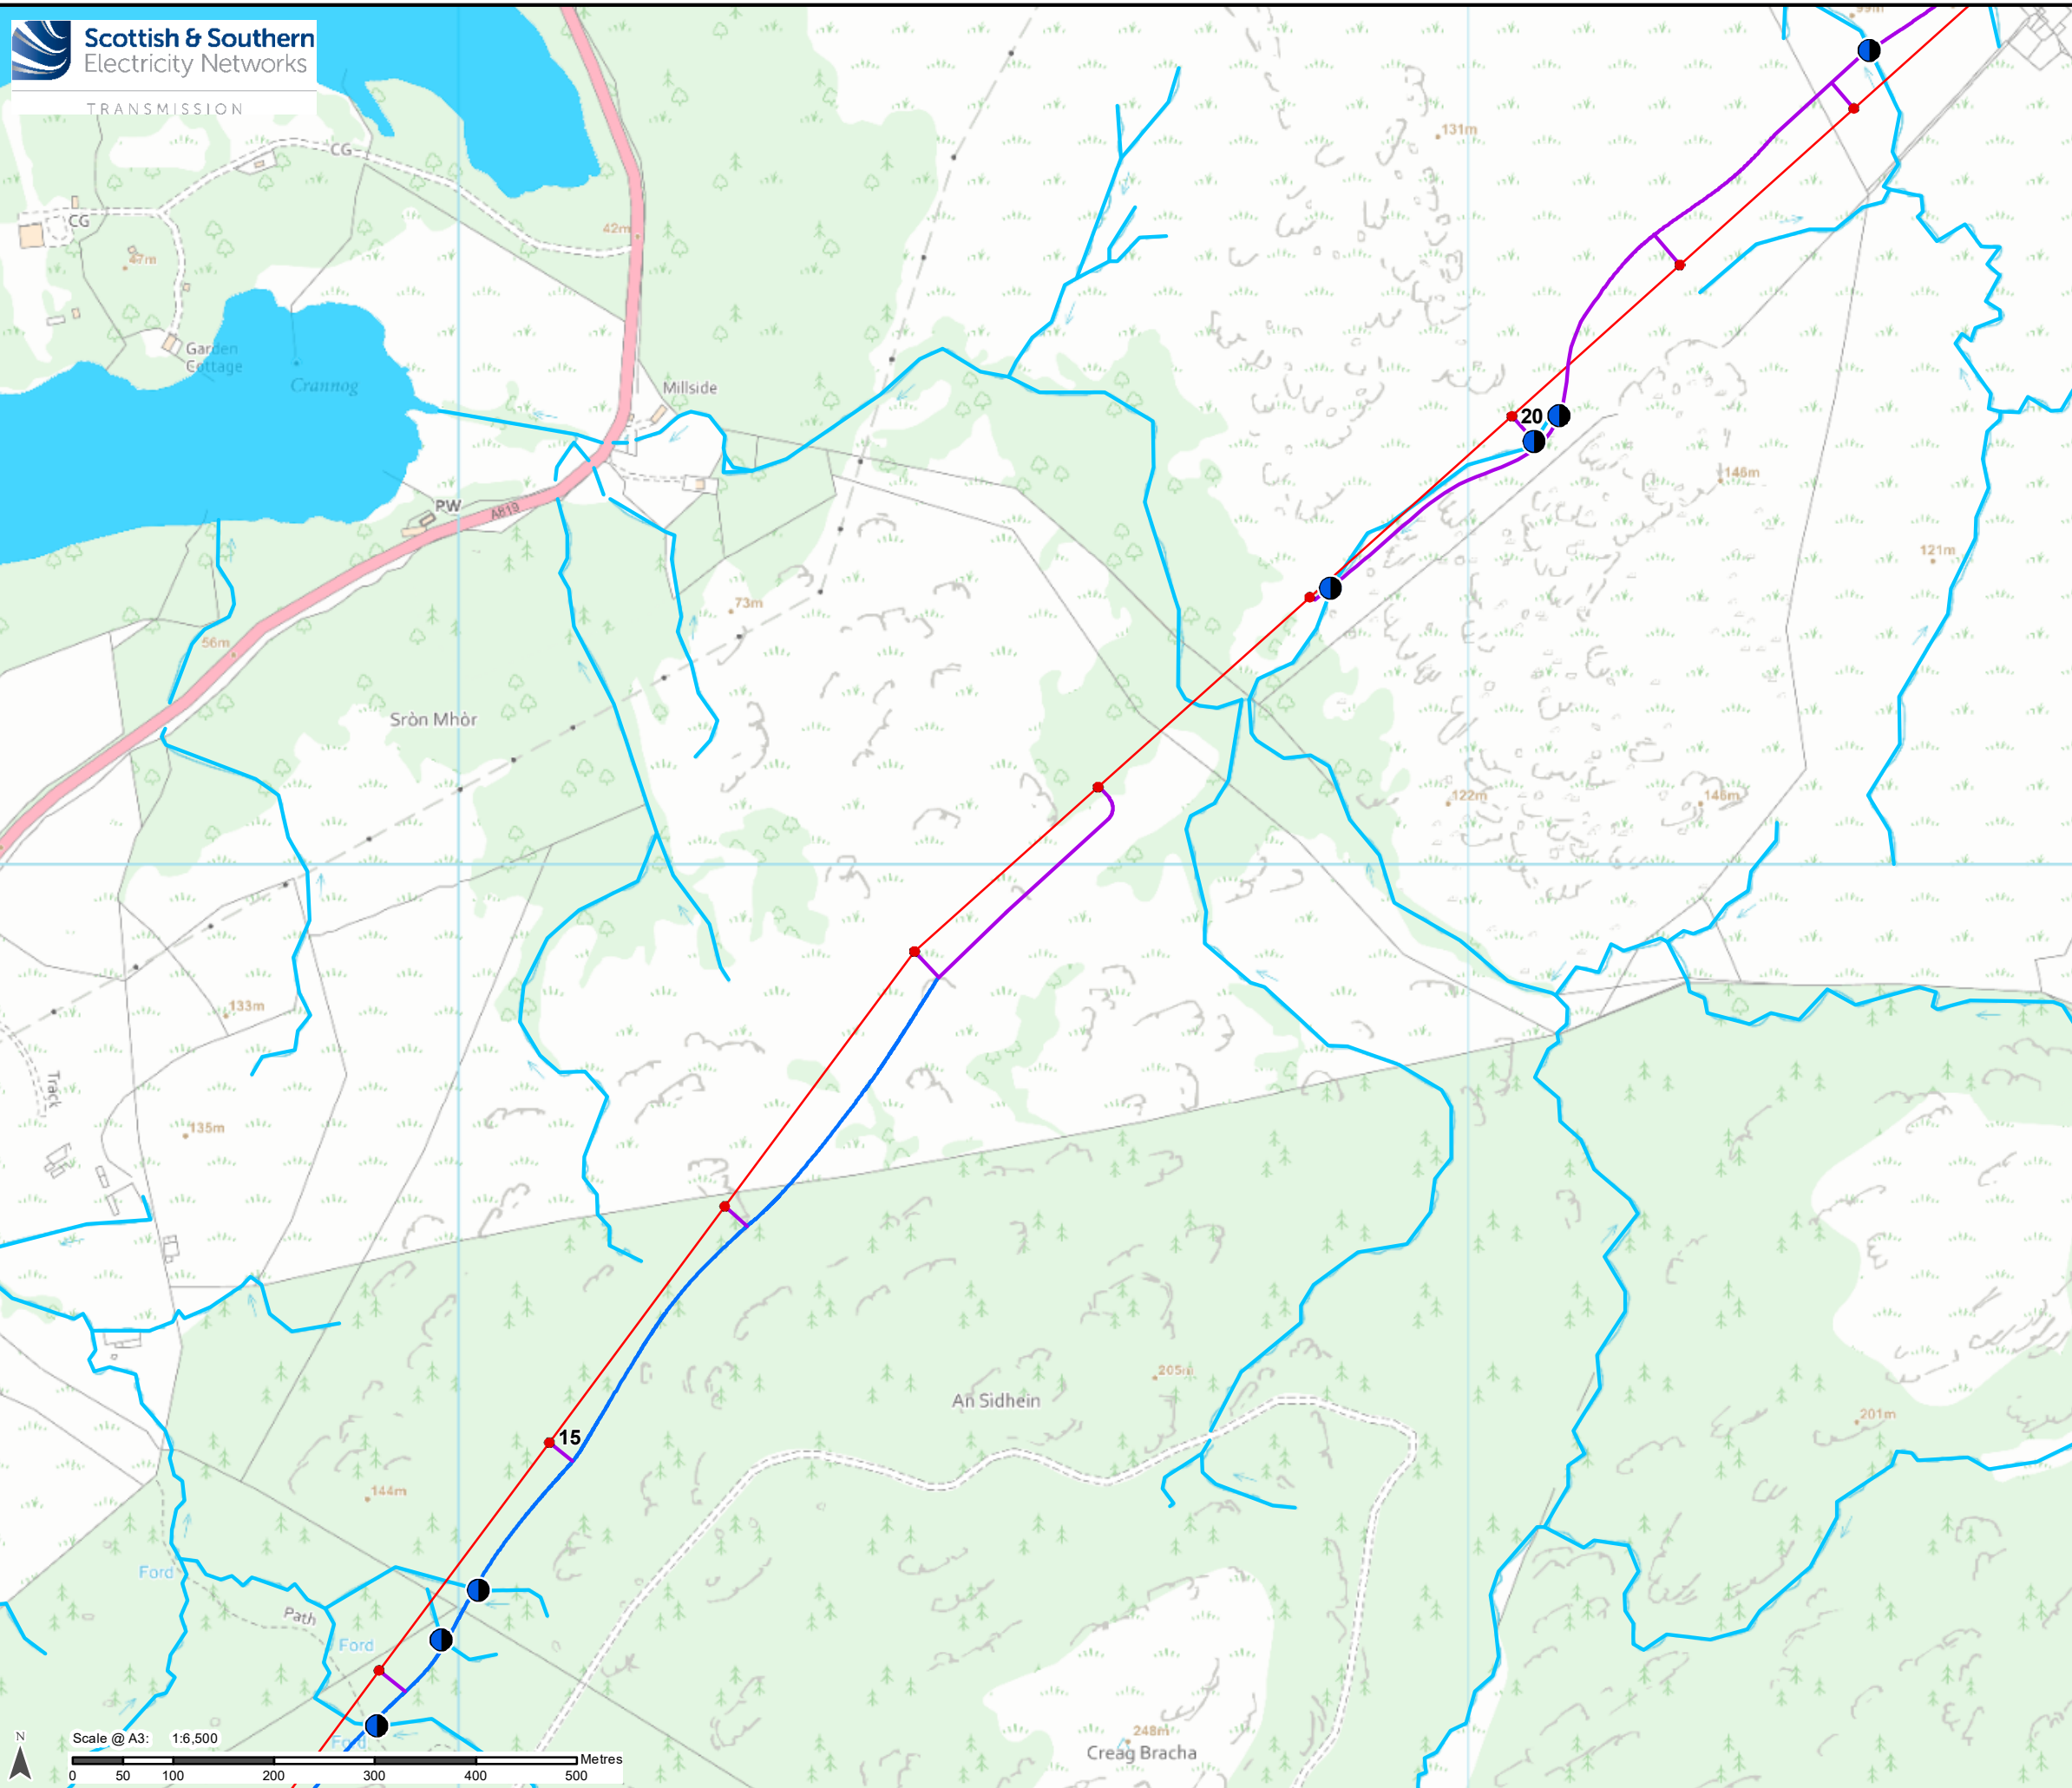 Scottish & Southern
Electricity Networks
TRANSMISSION
99m
131m
CG
CG
42m
47m
Garden
Cottage
Crannog
Millside
20
146m
PW
A819
121m
73m
56m
Sròn Mhòr
122m
146m
133m
Track
135m
205m
An Sidhein
201m
15
144m
Ford
Path
Ford
Ford
248m
Creag Bracha
N
Scale @ A3: 1:6,500
Metres
0 50 100 200 300 400 500